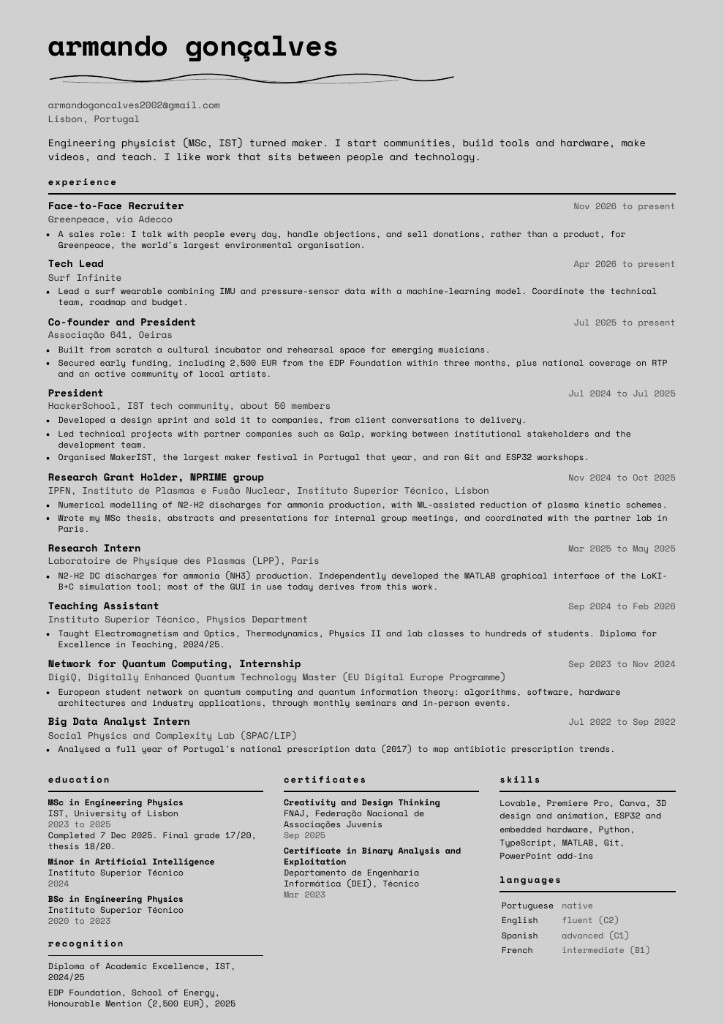 armando gonçalves
armandogoncalves2002@gmail.com
Lisbon, Portugal
Engineering physicist (MSc, IST) turned maker. I start communities, build tools and hardware, make
videos, and teach. I like work that sits between people and technology.
experience
Face-to-Face Recruiter Nov 2026 to present
Greenpeace, via Adecco
• A sales role: I talk with people every day, handle objections, and sell donations, rather than a product, for
Greenpeace, the world's largest environmental organisation.
Tech Lead Apr 2026 to present
Surf Infinite
• Lead a surf wearable combining IMU and pressure-sensor data with a machine-learning model. Coordinate the technical
team, roadmap and budget.
Co-founder and President Jul 2025 to present
Associação 641, Oeiras
• Built from scratch a cultural incubator and rehearsal space for emerging musicians.
• Secured early funding, including 2,500 EUR from the EDP Foundation within three months, plus national coverage on RTP
and an active community of local artists.
President Jul 2024 to Jul 2025
HackerSchool, IST tech community, about 50 members
• Developed a design sprint and sold it to companies, from client conversations to delivery.
• Led technical projects with partner companies such as Galp, working between institutional stakeholders and the
development team.
• Organised MakerIST, the largest maker festival in Portugal that year, and ran Git and ESP32 workshops.
Research Grant Holder, NPRIME group Nov 2024 to Oct 2025
IPFN, Instituto de Plasmas e Fusão Nuclear, Instituto Superior Técnico, Lisbon
• Numerical modelling of N2-H2 discharges for ammonia production, with ML-assisted reduction of plasma kinetic schemes.
• Wrote my MSc thesis, abstracts and presentations for internal group meetings, and coordinated with the partner lab in
Paris.
Research Intern Mar 2025 to May 2025
Laboratoire de Physique des Plasmas (LPP), Paris
• N2-H2 DC discharges for ammonia (NH3) production. Independently developed the MATLAB graphical interface of the LoKI-
B+C simulation tool; most of the GUI in use today derives from this work.
Teaching Assistant Sep 2024 to Feb 2026
Instituto Superior Técnico, Physics Department
• Taught Electromagnetism and Optics, Thermodynamics, Physics II and lab classes to hundreds of students. Diploma for
Excellence in Teaching, 2024/25.
Network for Quantum Computing, Internship Sep 2023 to Nov 2024
DigiQ, Digitally Enhanced Quantum Technology Master (EU Digital Europe Programme)
• European student network on quantum computing and quantum information theory: algorithms, software, hardware
architectures and industry applications, through monthly seminars and in-person events.
Big Data Analyst Intern Jul 2022 to Sep 2022
Social Physics and Complexity Lab (SPAC/LIP)
• Analysed a full year of Portugal's national prescription data (2017) to map antibiotic prescription trends.
education
MSc in Engineering Physics
IST, University of Lisbon
2023 to 2025
Completed 7 Dec 2025. Final grade 17/20,
thesis 18/20.
Minor in Artificial Intelligence
Instituto Superior Técnico
2024
BSc in Engineering Physics
Instituto Superior Técnico
2020 to 2023
recognition
Diploma of Academic Excellence, IST,
2024/25
EDP Foundation, School of Energy,
Honourable Mention (2,500 EUR), 2025
certificates
Creativity and Design Thinking
FNAJ, Federação Nacional de
Associações Juvenis
Sep 2025
Certificate in Binary Analysis and
Exploitation
Departamento de Engenharia
Informática (DEI), Técnico
Mar 2023
skills
Lovable, Premiere Pro, Canva, 3D
design and animation, ESP32 and
embedded hardware, Python,
TypeScript, MATLAB, Git,
PowerPoint add-ins
languages
Portuguese native
English fluent (C2)
Spanish advanced (C1)
French intermediate (B1)